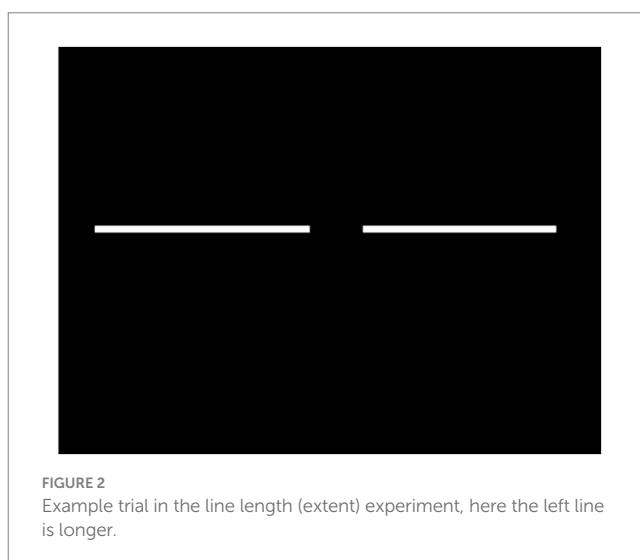 FIGURE 2
Example trial in the line length (extent) experiment, here the left line
is longer.